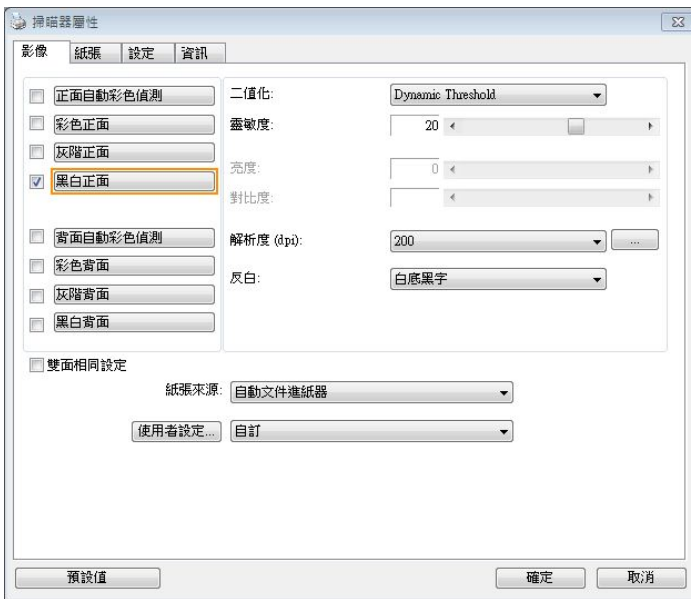 掃瞄器屬性
影像 紙張 設定 資訊
正面自動彩色偵測
彩色正面
灰階正面
黑白正面
背面自動彩色偵測
彩色背面
灰階背面
黑白背面
二值化: Dynamic Threshold
靈敏度: 20
亮度: 0
對比度:
解析度 (dpi): 200 ...
反白: 白底黑字
雙面相同設定
紙張來源: 自動文件進紙器
使用者設定... 自訂
預設值 確定 取消